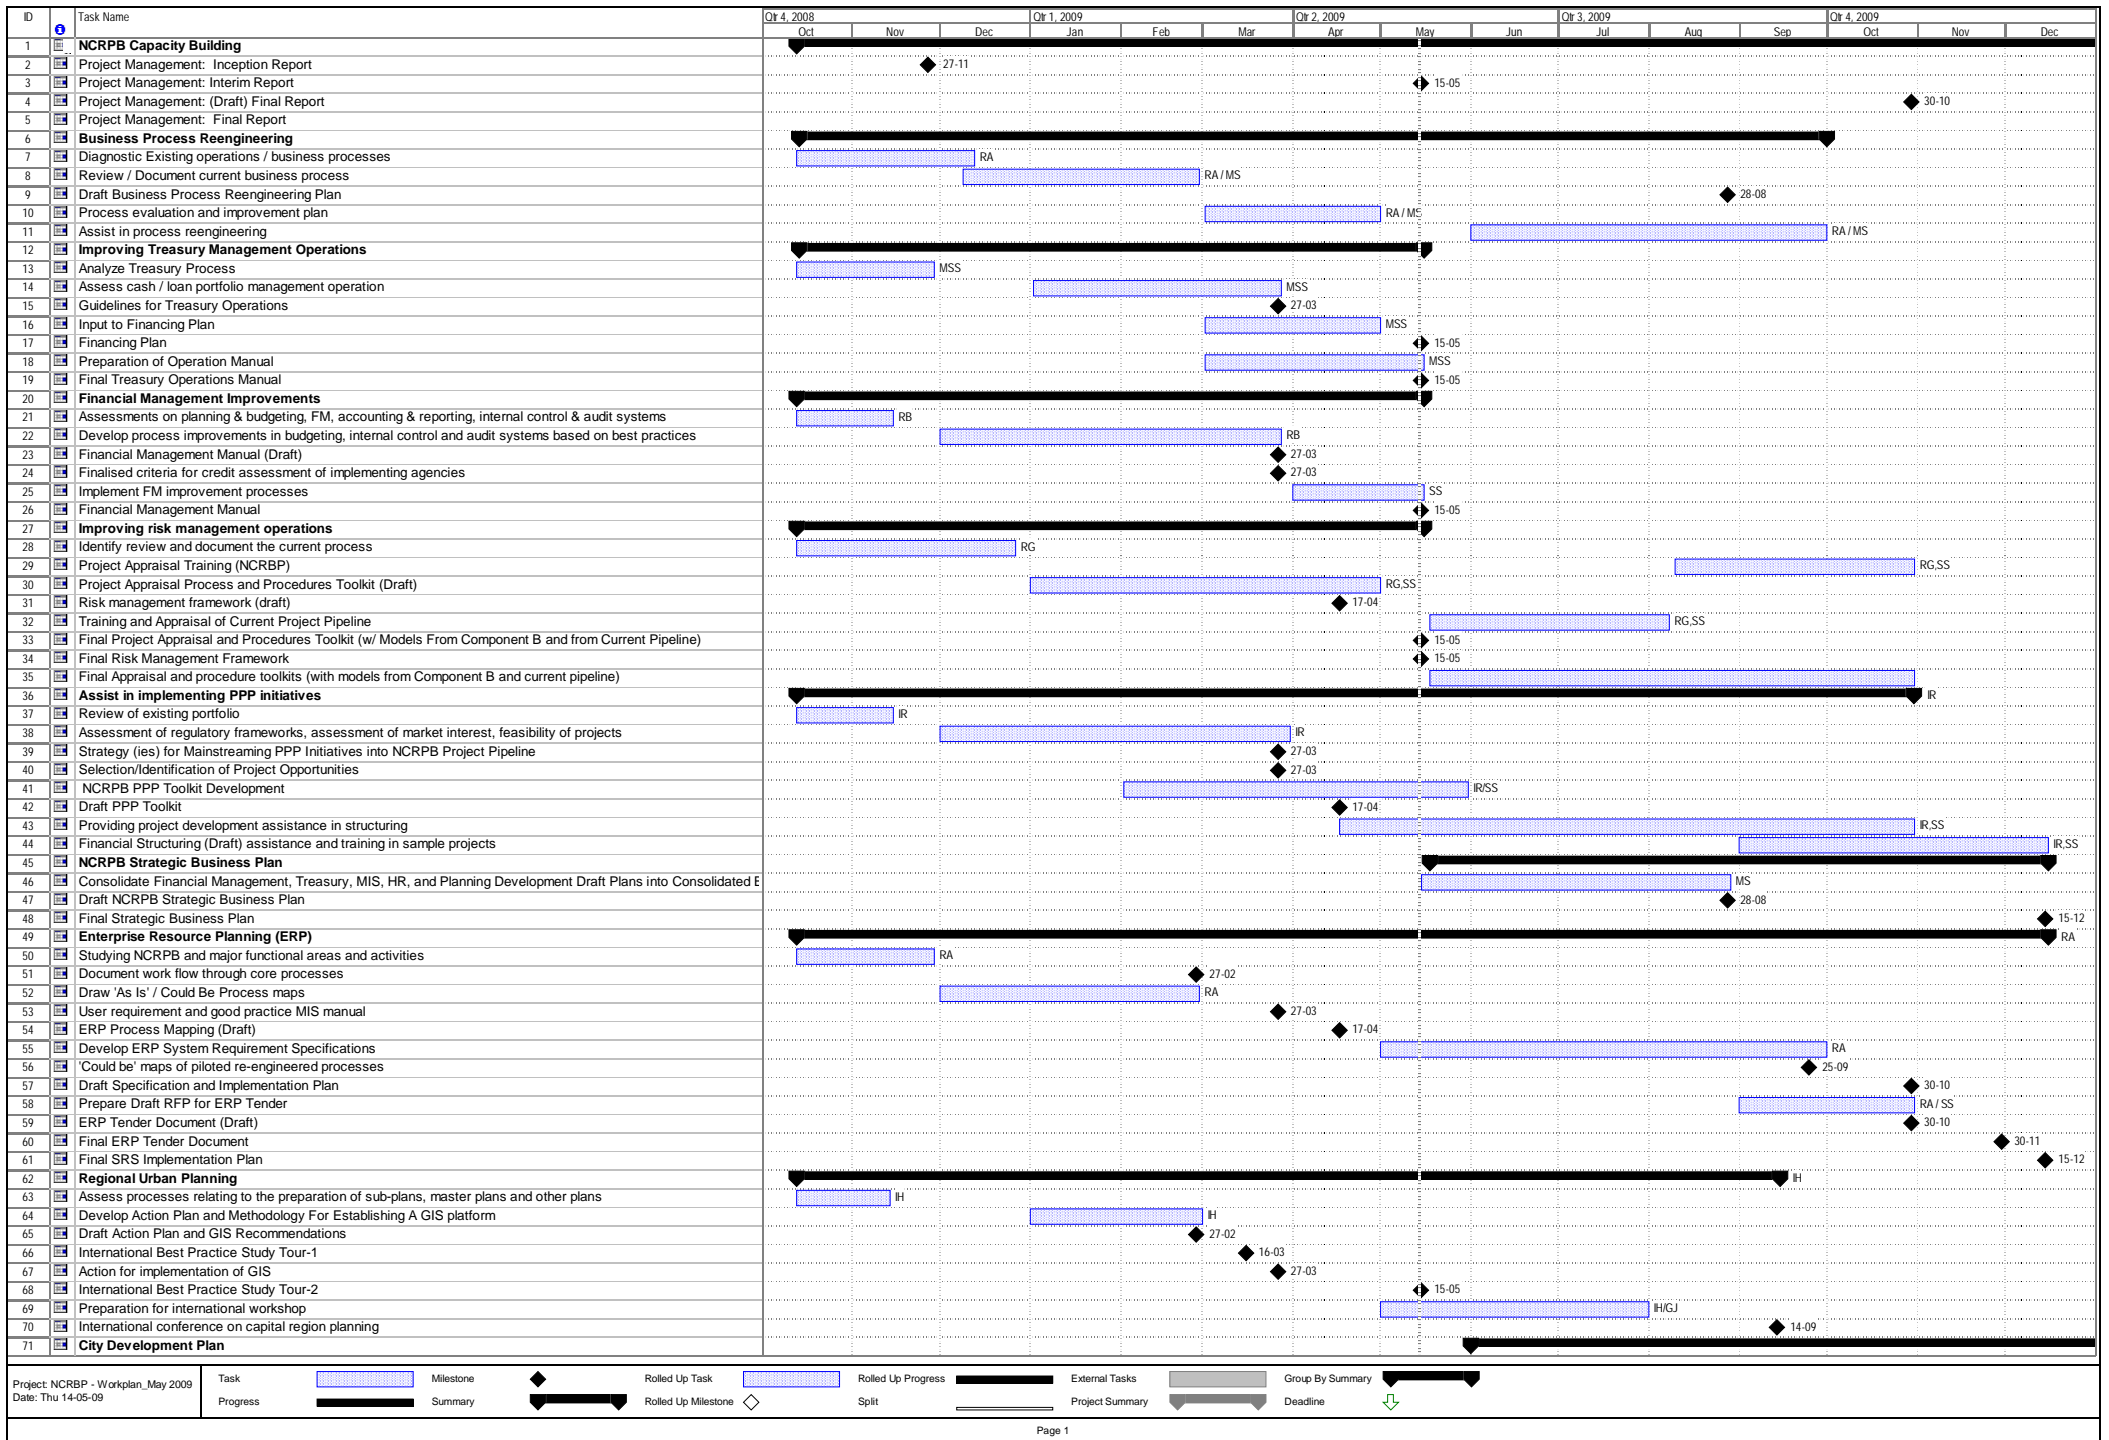 ID Task Name Qtr 4, 2008 Qtr 1, 2009 Qtr 2, 2009 Qtr 3, 2009 Qtr 4, 2009
Oct Nov Dec Jan Feb Mar Apr May Jun Jul Aug Sep Oct Nov Dec
1 NCRPB Capacity Building
2 Project Management: Inception Report 27-11
3 Project Management: Interim Report 15-05
4 Project Management: (Draft) Final Report 30-10
5 Project Management: Final Report
6 Business Process Reengineering
7 Diagnostic Existing operations / business processes RA
8 Review / Document current business process RA / MS
9 Draft Business Process Reengineering Plan 28-08
10 Process evaluation and improvement plan RA / MS
11 Assist in process reengineering RA / MS
12 Improving Treasury Management Operations
13 Analyze Treasury Process MSS
14 Assess cash / loan portfolio management operation MSS
15 Guidelines for Treasury Operations 27-03
16 Input to Financing Plan MSS
17 Financing Plan 15-05
18 Preparation of Operation Manual MSS
19 Final Treasury Operations Manual 15-05
20 Financial Management Improvements
21 Assessments on planning & budgeting, FM, accounting & reporting, internal control & audit systems RB
22 Develop process improvements in budgeting, internal control and audit systems based on best practices RB
23 Financial Management Manual (Draft) 27-03
24 Finalised criteria for credit assessment of implementing agencies 27-03
25 Implement FM improvement processes SS
26 Financial Management Manual 15-05
27 Improving risk management operations
28 Identify review and document the current process RG
29 Project Appraisal Training (NCRBP) RG,SS
30 Project Appraisal Process and Procedures Toolkit (Draft) RG,SS
31 Risk management framework (draft) 17-04
32 Training and Appraisal of Current Project Pipeline RG,SS
33 Final Project Appraisal and Procedures Toolkit (w/ Models From Component B and from Current Pipeline) 15-05
34 Final Risk Management Framework 15-05
35 Final Appraisal and procedure toolkits (with models from Component B and current pipeline)
36 Assist in implementing PPP initiatives IR
37 Review of existing portfolio IR
38 Assessment of regulatory frameworks, assessment of market interest, feasibility of projects IR
39 Strategy (ies) for Mainstreaming PPP Initiatives into NCRPB Project Pipeline 27-03
40 Selection/Identification of Project Opportunities 27-03
41 NCRPB PPP Toolkit Development IR/SS
42 Draft PPP Toolkit 17-04
43 Providing project development assistance in structuring IR,SS
44 Financial Structuring (Draft) assistance and training in sample projects IR,SS
45 NCRPB Strategic Business Plan
46 Consolidate Financial Management, Treasury, MIS, HR, and Planning Development Draft Plans into Consolidated E MS
47 Draft NCRPB Strategic Business Plan 28-08
48 Final Strategic Business Plan 15-12
49 Enterprise Resource Planning (ERP) RA
50 Studying NCRPB and major functional areas and activities RA
51 Document work flow through core processes 27-02
52 Draw 'As Is' / Could Be Process maps RA
53 User requirement and good practice MIS manual 27-03
54 ERP Process Mapping (Draft) 17-04
55 Develop ERP System Requirement Specifications RA
56 'Could be' maps of piloted re-engineered processes 25-09
57 Draft Specification and Implementation Plan 30-10
58 Prepare Draft RFP for ERP Tender RA / SS
59 ERP Tender Document (Draft) 30-10
60 Final ERP Tender Document 30-11
61 Final SRS Implementation Plan 15-12
62 Regional Urban Planning IH
63 Assess processes relating to the preparation of sub-plans, master plans and other plans IH
64 Develop Action Plan and Methodology For Establishing A GIS platform IH
65 Draft Action Plan and GIS Recommendations 27-02
66 International Best Practice Study Tour-1 16-03
67 Action for implementation of GIS 27-03
68 International Best Practice Study Tour-2 15-05
69 Preparation for international workshop IH/GJ
70 International conference on capital region planning 14-09
71 City Development Plan
Project: NCRBP - Workplan_May 2009
Date: Thu 14-05-09
Task Milestone Rolled Up Task Rolled Up Progress External Tasks Group By Summary
Progress Summary Rolled Up Milestone Split Project Summary Deadline
Page 1